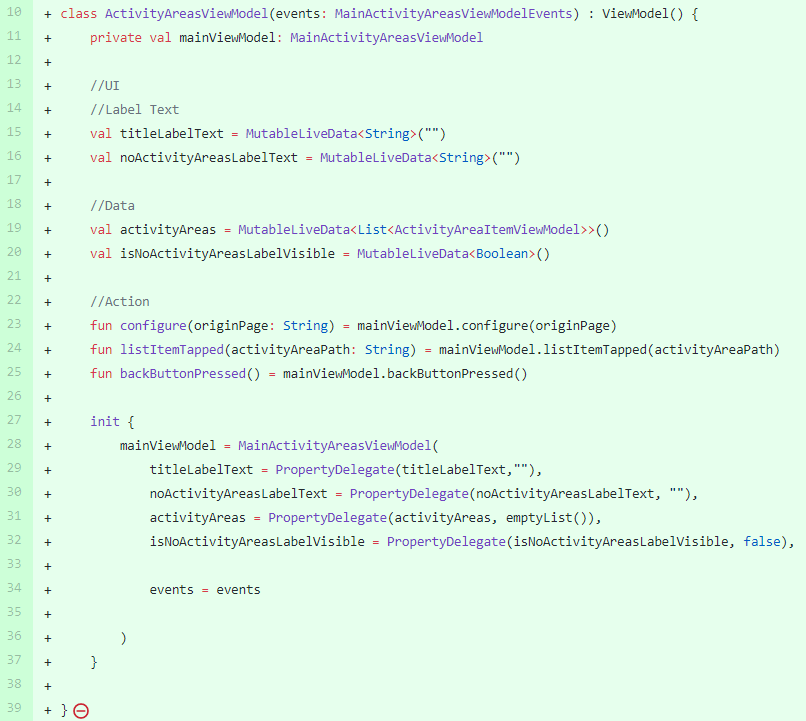 10 + class ActivityAreasViewModel(events: MainActivityAreasViewModelEvents) : ViewModel() {
11 +     private val mainViewModel: MainActivityAreasViewModel
12 +
13 +     //UI
14 +     //Label Text
15 +     val titleLabelText = MutableLiveData<String>("")
16 +     val noActivityAreasLabelText = MutableLiveData<String>("")
17 +
18 +     //Data
19 +     val activityAreas = MutableLiveData<List<ActivityAreaItemViewModel>>()
20 +     val isNoActivityAreasLabelVisible = MutableLiveData<Boolean>()
21 +
22 +     //Action
23 +     fun configure(originPage: String) = mainViewModel.configure(originPage)
24 +     fun listItemTapped(activityAreaPath: String) = mainViewModel.listItemTapped(activityAreaPath)
25 +     fun backButtonPressed() = mainViewModel.backButtonPressed()
26 +
27 +     init {
28 +         mainViewModel = MainActivityAreasViewModel(
29 +             titleLabelText = PropertyDelegate(titleLabelText,""),
30 +             noActivityAreasLabelText = PropertyDelegate(noActivityAreasLabelText, ""),
31 +             activityAreas = PropertyDelegate(activityAreas, emptyList()),
32 +             isNoActivityAreasLabelVisible = PropertyDelegate(isNoActivityAreasLabelVisible, false),
33 +
34 +             events = events
35 +
36 +         )
37 +     }
38 +
39 + }